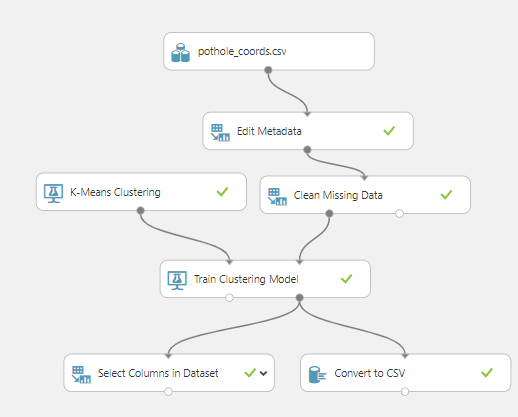 pothole_coords.csv
Edit Metadata
K-Means Clustering
Clean Missing Data
Train Clustering Model
Select Columns in Dataset
Convert to CSV